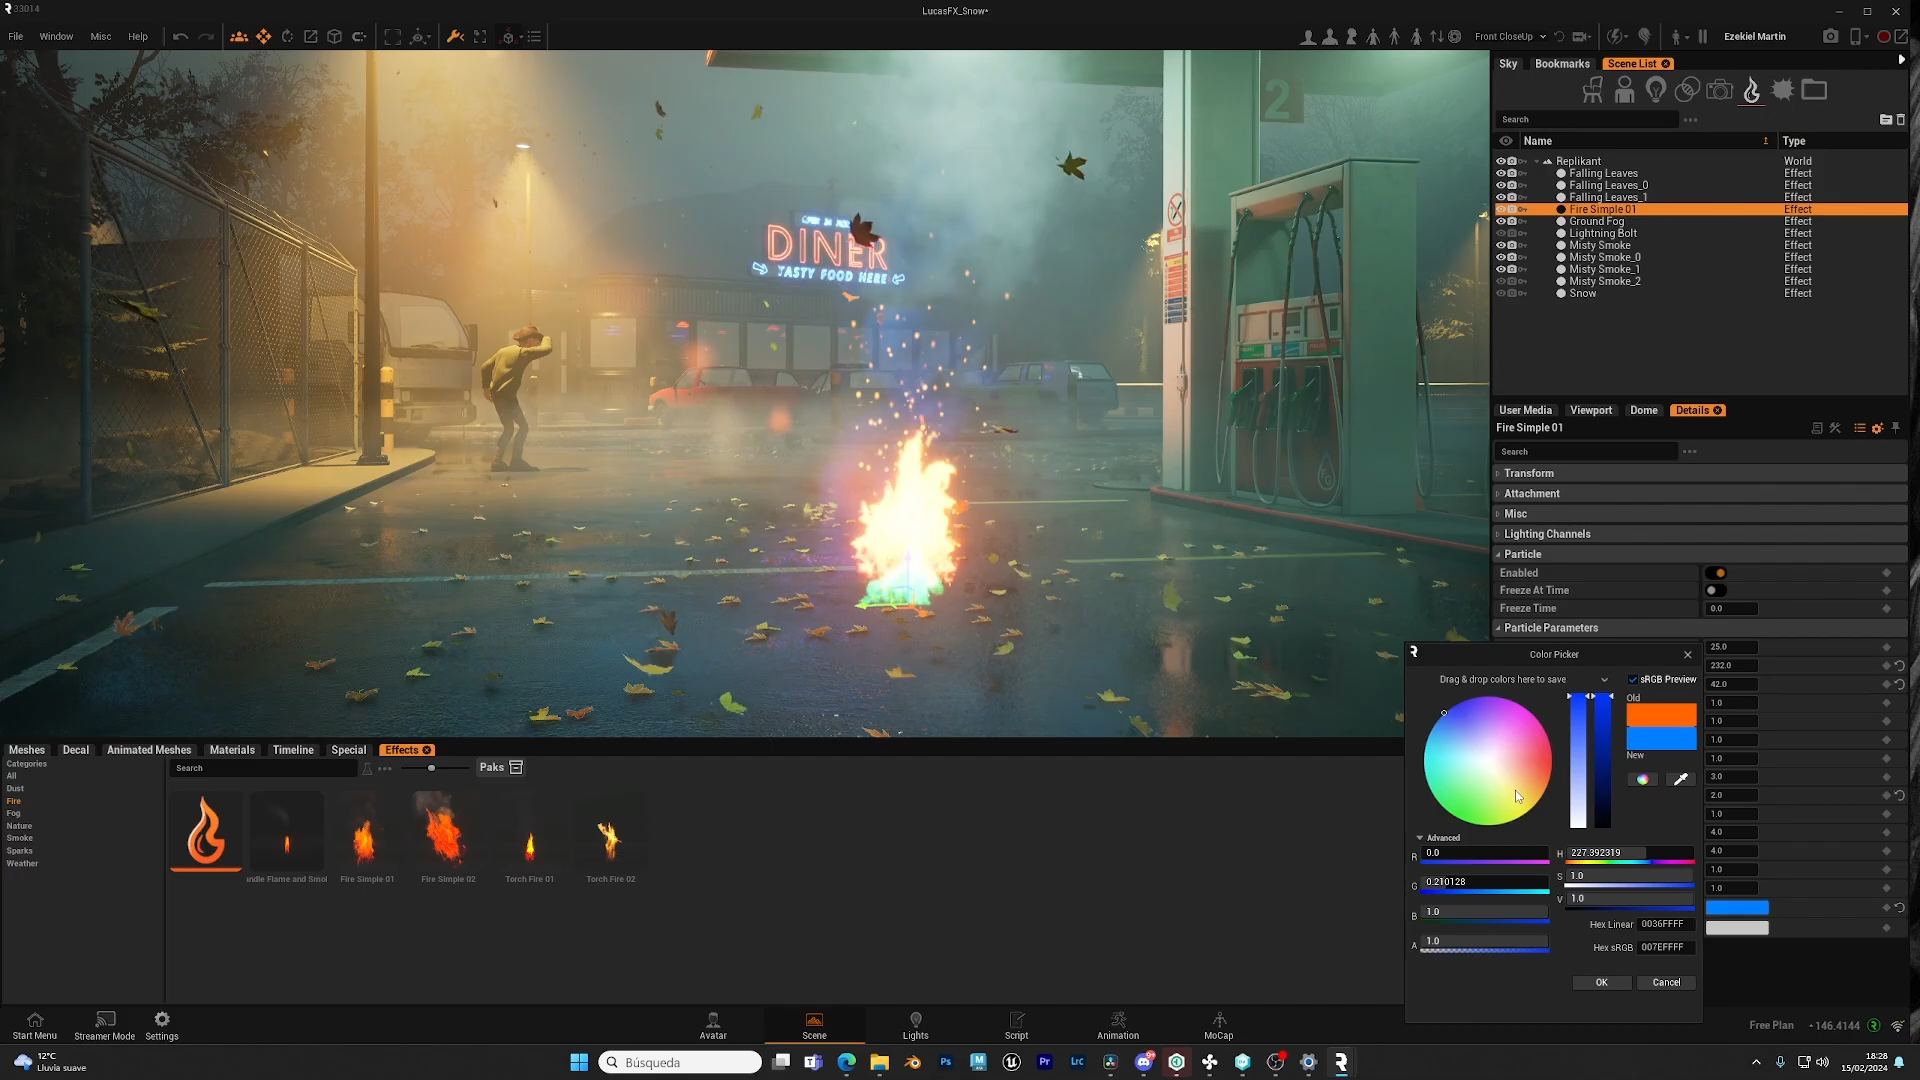 33014
LucasFX_Snow*
File Window Misc Help
Front CloseUp
Ezekiel Martin
2
DINER
TASTY FOOD HERE
Sky Bookmarks Scene List
Search
Name Type
Replikant World
Falling Leaves Effect
Falling Leaves_0 Effect
Falling Leaves_1 Effect
Fire Simple 01 Effect
Ground Fog Effect
Lightning Bolt Effect
Misty Smoke Effect
Misty Smoke_0 Effect
Misty Smoke_1 Effect
Misty Smoke_2 Effect
Snow Effect
User Media Viewport Dome Details
Fire Simple 01
Search
Transform
Attachment
Misc
Lighting Channels
Particle
Enabled
Freeze At Time
Freeze Time 0.0
Particle Parameters
25.0
232.0
42.0
1.0
1.0
1.0
1.0
3.0
2.0
1.0
4.0
4.0
1.0
1.0
Color Picker
Drag & drop colors here to save
sRGB Preview
Old
New
Advanced
R 0.0 H 227.392319
G 0.210128 S 1.0
B 1.0 V 1.0
Hex Linear 0036FFFF
A 1.0 Hex sRGB 007EFFFF
OK Cancel
Meshes Decal Animated Meshes Materials Timeline Special Effects
Categories
All
Dust
Fire
Fog
Nature
Smoke
Sparks
Weather
Search
Paks
ndle Flame and Smol Fire Simple 01 Fire Simple 02 Torch Fire 01 Torch Fire 02
Start Menu Streamer Mode Settings
Avatar Scene Lights Script Animation MoCap
Free Plan
146.4144
12°C
Lluvia suave
Búsqueda
Ps
Pr
Lrc
18:28
15/02/2024